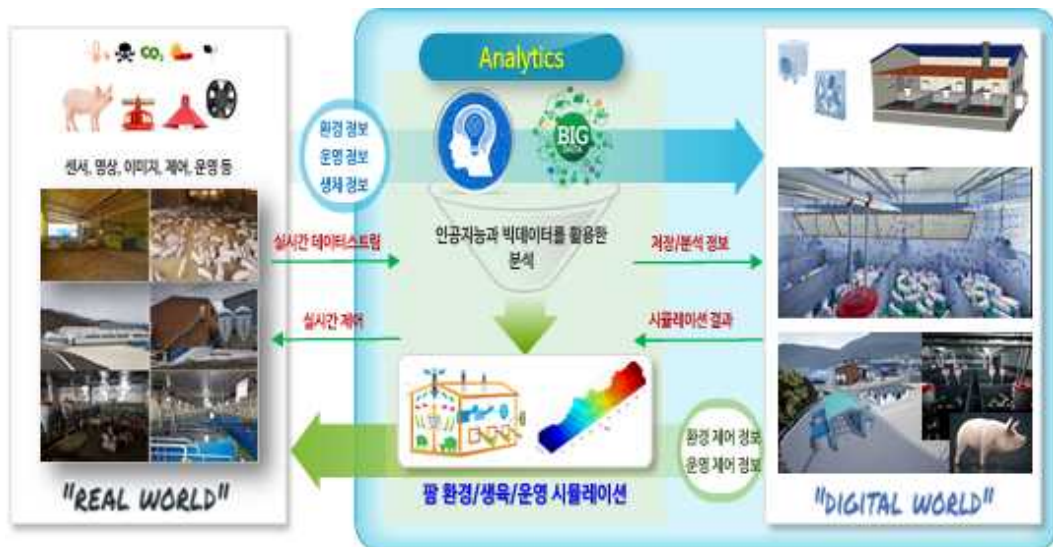 Analytics
CO₂
센서, 영상, 이미지, 제어, 운영 등
환경 정보
운영 정보
생체 정보
BIG
DATA
인공지능과 빅데이터를 활용한
분석
실시간 데이터스트림
저장/분석 정보
실시간 제어
시뮬레이션 결과
환경 제어 정보
운영 제어 정보
팜 환경/생육/운영 시뮬레이션
"REAL WORLD"
"DIGITAL WORLD"